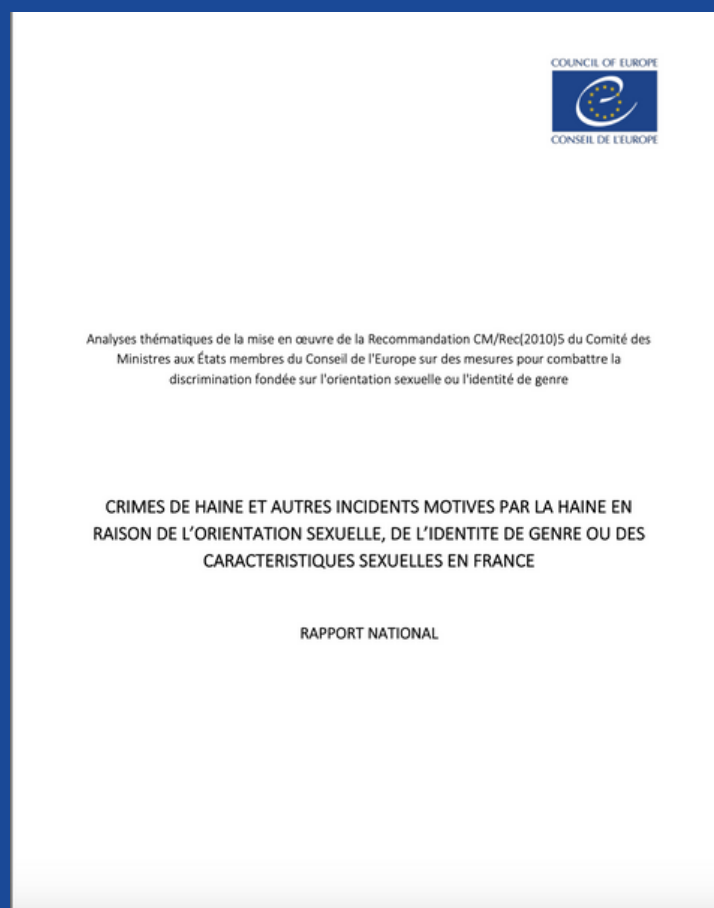 COUNCIL OF EUROPE
CONSEIL DE L'EUROPE
Analyses thématiques de la mise en œuvre de la Recommandation CM/Rec(2010)5 du Comité des
Ministres aux États membres du Conseil de l'Europe sur des mesures pour combattre la
discrimination fondée sur l'orientation sexuelle ou l'identité de genre
CRIMES DE HAINE ET AUTRES INCIDENTS MOTIVES PAR LA HAINE EN
RAISON DE L’ORIENTATION SEXUELLE, DE L’IDENTITE DE GENRE OU DES
CARACTERISTIQUES SEXUELLES EN FRANCE
RAPPORT NATIONAL